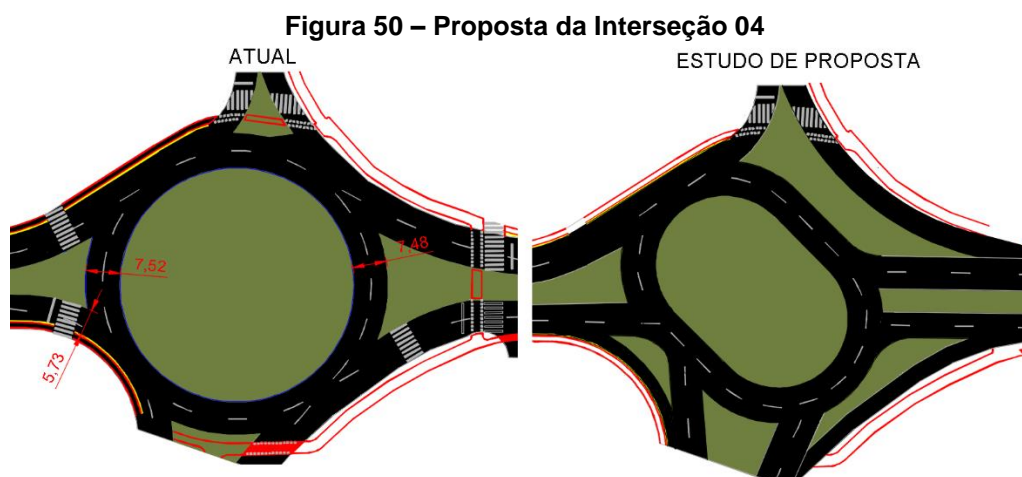 Figura 50 – Proposta da Interseção 04
ATUAL
ESTUDO DE PROPOSTA
7,48
7,52
5,73